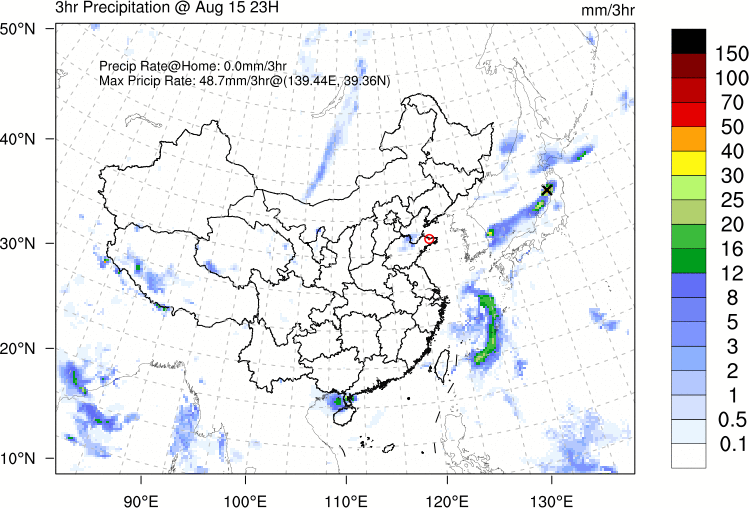 3hr Precipitation @ Aug 15 23H
mm/3hr
Precip Rate@Home: 0.0mm/3hr
Max Pricip Rate: 48.7mm/3hr@(139.44E, 39.36N)
50°N
40°N
30°N
20°N
10°N
90°E
100°E
110°E
120°E
130°E
150
100
70
50
40
30
25
20
16
12
8
5
3
2
1
0.5
0.1